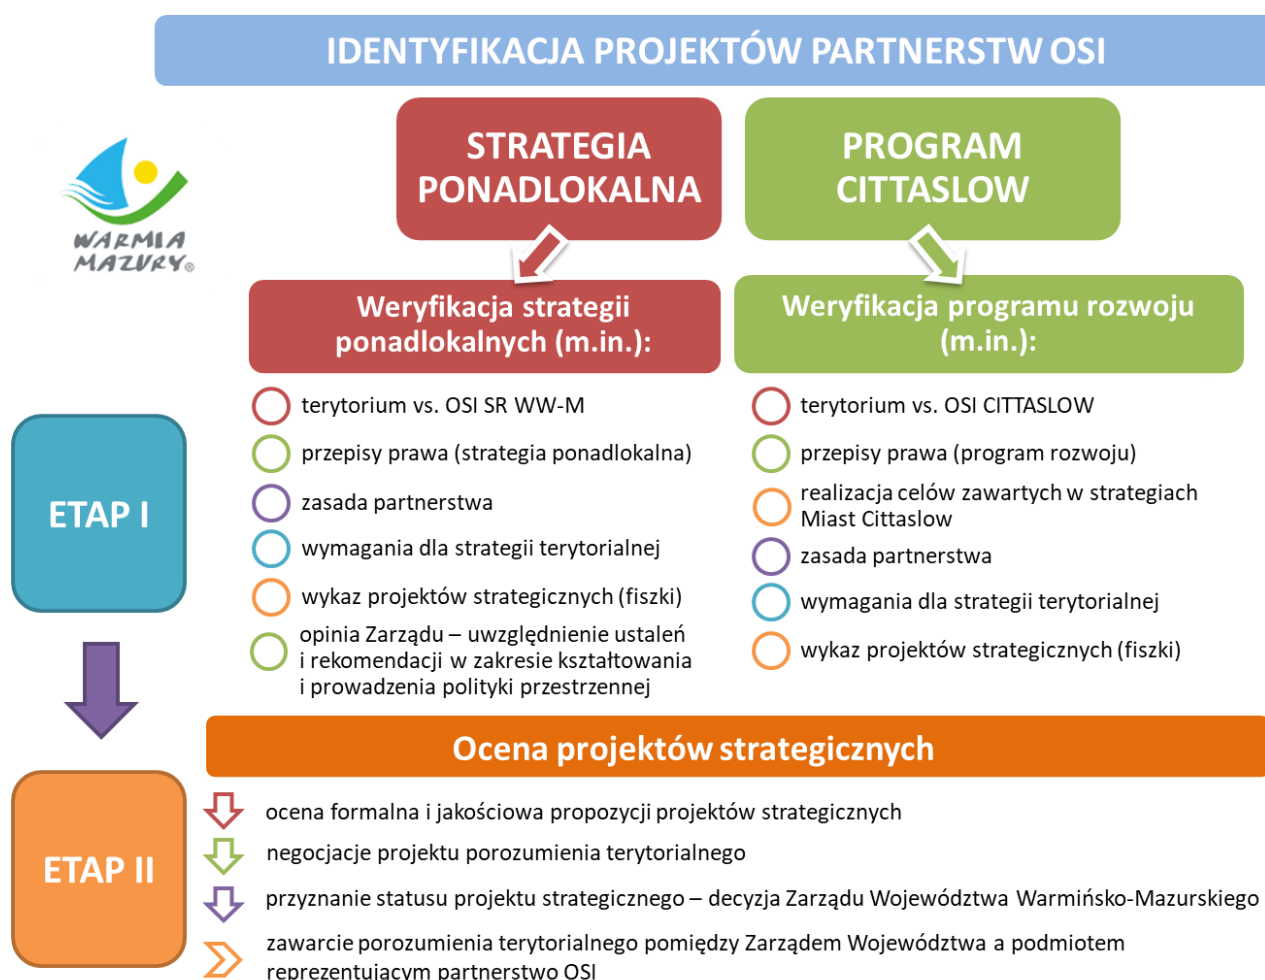 IDENTYFIKACJA PROJEKTÓW PARTNERSTW OSI
STRATEGIA
PONADLOKALNA
PROGRAM
CITTASLOW
WARMIA
MAZURY®
Weryfikacja strategii
ponadlokalnych (m.in.):
Weryfikacja programu rozwoju
(m.in.):
ETAP I
terytorium vs. OSI SR WW-M
przepisy prawa (strategia ponadlokalna)
zasada partnerstwa
wymagania dla strategii terytorialnej
wykaz projektów strategicznych (fiszki)
opinia Zarządu – uwzględnienie ustaleń
i rekomendacji w zakresie kształtowania
i prowadzenia polityki przestrzennej
terytorium vs. OSI CITTASLOW
przepisy prawa (program rozwoju)
realizacja celów zawartych w strategiach
Miast Cittaslow
zasada partnerstwa
wymagania dla strategii terytorialnej
wykaz projektów strategicznych (fiszki)
Ocena projektów strategicznych
ETAP II
ocena formalna i jakościowa propozycji projektów strategicznych
negocjacje projektu porozumienia terytorialnego
przyznanie statusu projektu strategicznego – decyzja Zarządu Województwa Warmińsko-Mazurskiego
zawarcie porozumienia terytorialnego pomiędzy Zarządem Województwa a podmiotem
reprezentującym partnerstwo OSI